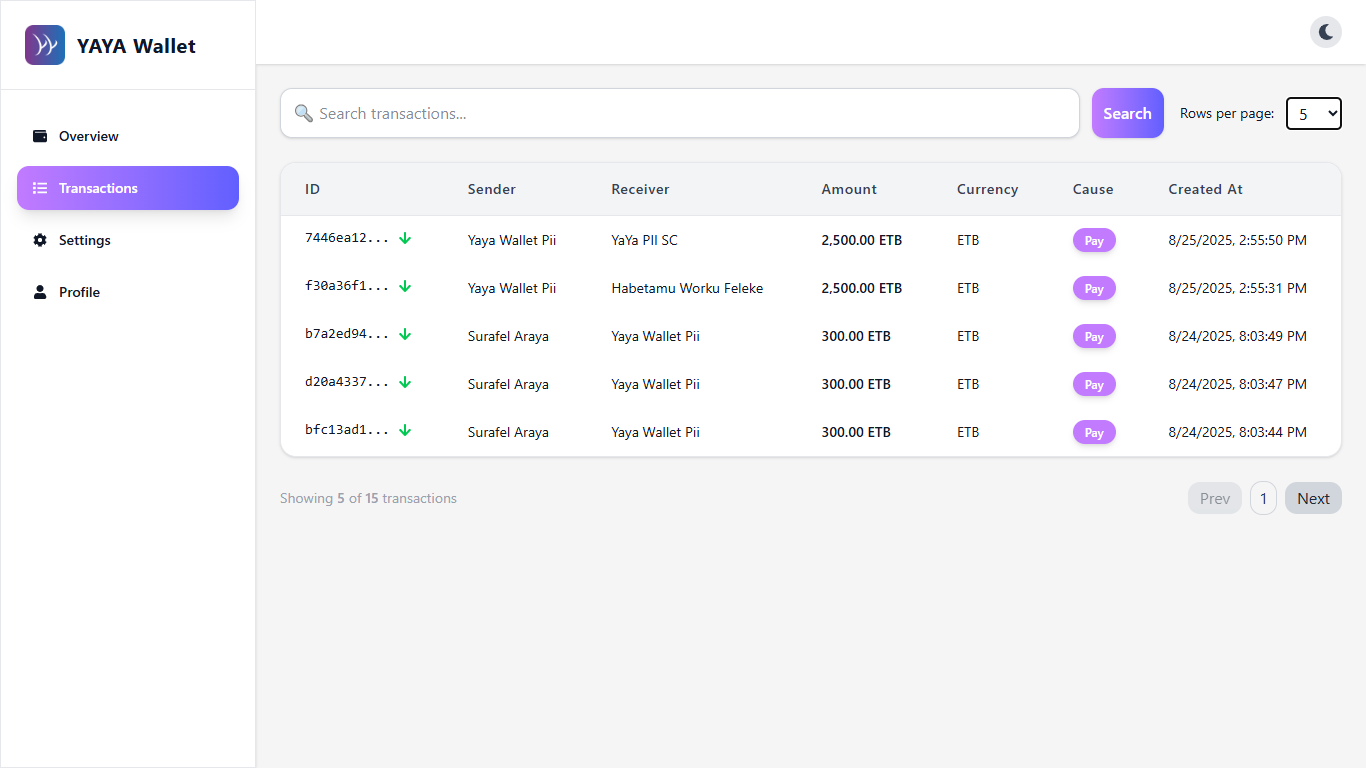 YAYA Wallet
Overview
Transactions
Settings
Profile
Search transactions...
Search
Rows per page: 5
ID Sender Receiver Amount Currency Cause Created At
7446ea12... Yaya Wallet Pii YaYa PII SC 2,500.00 ETB ETB Pay 8/25/2025, 2:55:50 PM
f30a36f1... Yaya Wallet Pii Habetamu Worku Feleke 2,500.00 ETB ETB Pay 8/25/2025, 2:55:31 PM
b7a2ed94... Surafel Araya Yaya Wallet Pii 300.00 ETB ETB Pay 8/24/2025, 8:03:49 PM
d20a4337... Surafel Araya Yaya Wallet Pii 300.00 ETB ETB Pay 8/24/2025, 8:03:47 PM
bfc13ad1... Surafel Araya Yaya Wallet Pii 300.00 ETB ETB Pay 8/24/2025, 8:03:44 PM
Showing 5 of 15 transactions
Prev 1 Next